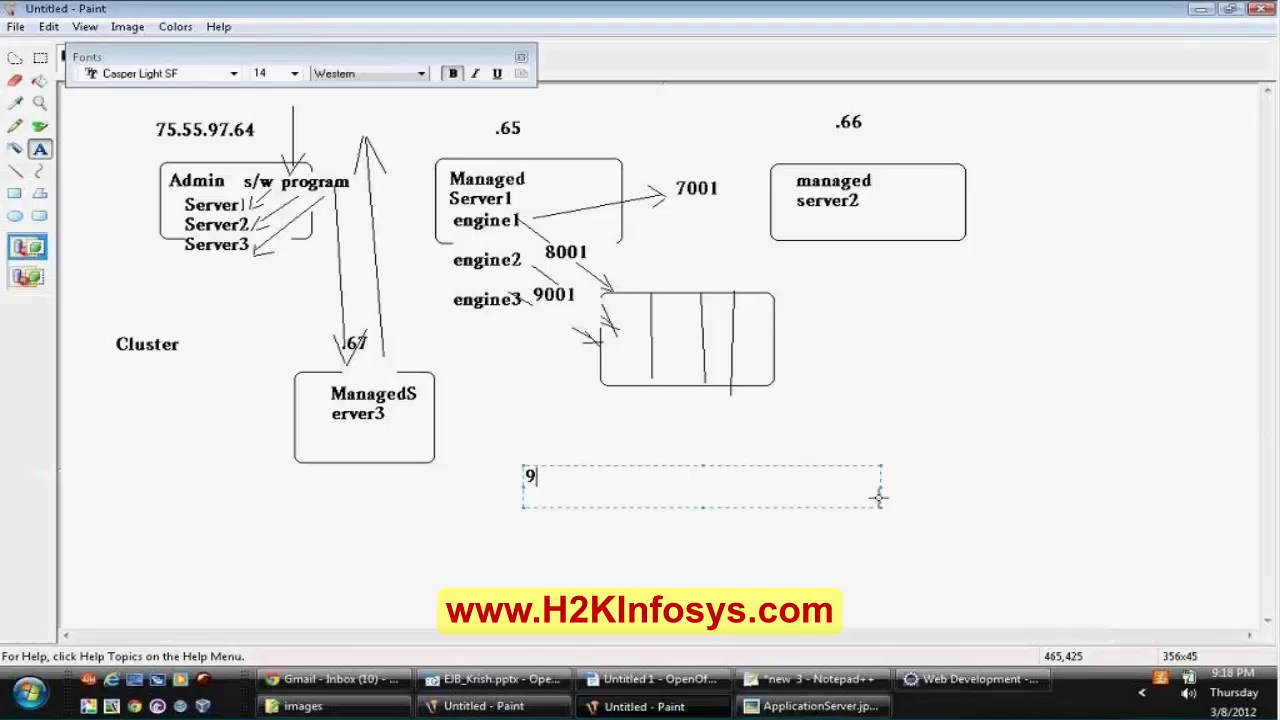 Untitled - Paint
File Edit View Image Colors Help
Fonts
Casper Light SF 14 Western B I U
75.55.97.64
.65
.66
Admin s/w program
Server1
Server2
Server3
Managed
Server1
engine1
7001
managed
server2
engine2
8001
engine3
9001
Cluster
.67
ManagedS
erver3
9
www.H2KInfosys.com
For Help, click Help Topics on the Help Menu.
465,425
356x45
Gmail - Inbox (10) - ...
EJB_Krish.pptx - Ope...
Untitled 1 - OpenOf...
*new 3 - Notepad++
Web Development -...
9:18 PM
Thursday
3/8/2012
images
Untitled - Paint
Untitled - Paint
ApplicationServer.jp...